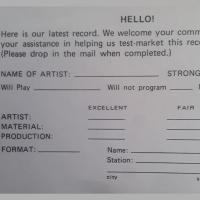 HELLO!
Here is our latest record. We welcome your comm
your assistance in helping us test-market this reco
(Please drop in the mail when completed.)
NAME OF ARTIST: STRONG
Will Play Will not program
EXCELLENT FAIR
ARTIST:
MATERIAL:
PRODUCTION:
FORMAT: Name:
Station:
city